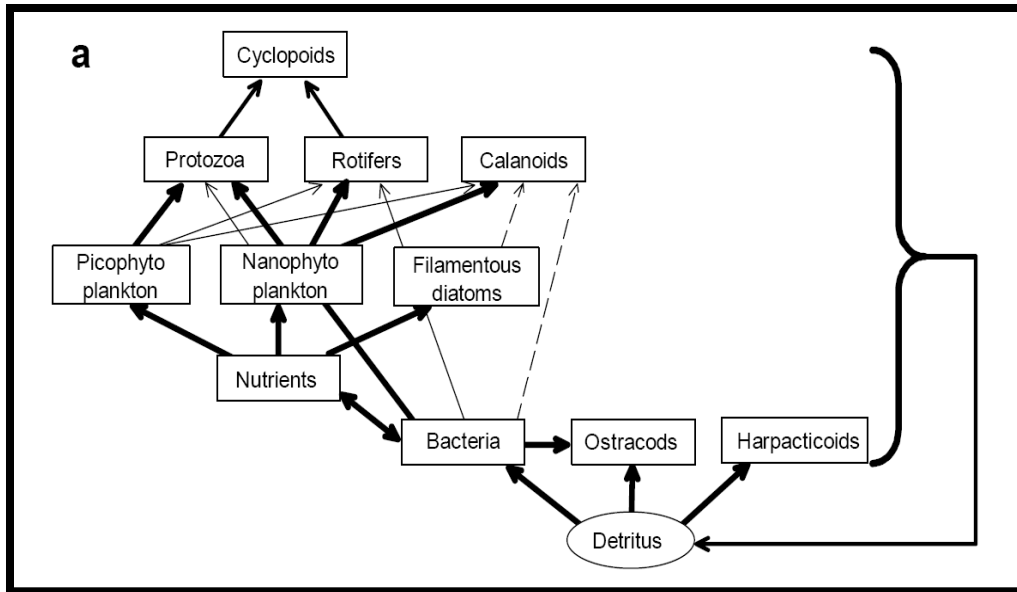 a
Cyclopoids
Protozoa
Rotifers
Calanoids
Picophyto
plankton
Nanophyto
plankton
Filamentous
diatoms
Nutrients
Bacteria
Ostracods
Harpacticoids
Detritus